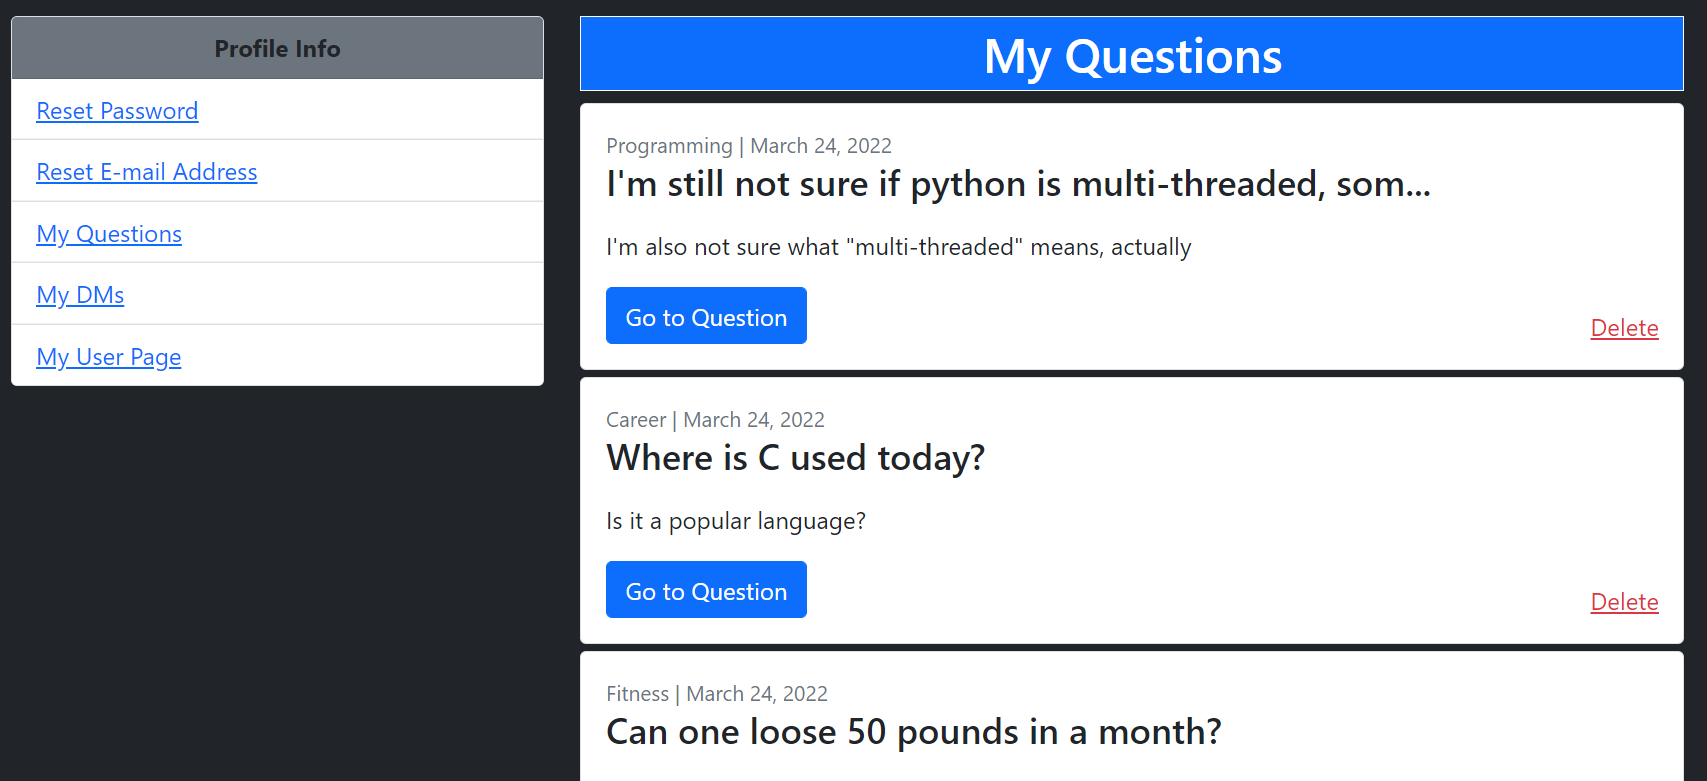 Profile Info
Reset Password
Reset E-mail Address
My Questions
My DMs
My User Page
My Questions
Programming | March 24, 2022
I'm still not sure if python is multi-threaded, som...
I'm also not sure what "multi-threaded" means, actually
Go to Question
Delete
Career | March 24, 2022
Where is C used today?
Is it a popular language?
Go to Question
Delete
Fitness | March 24, 2022
Can one loose 50 pounds in a month?